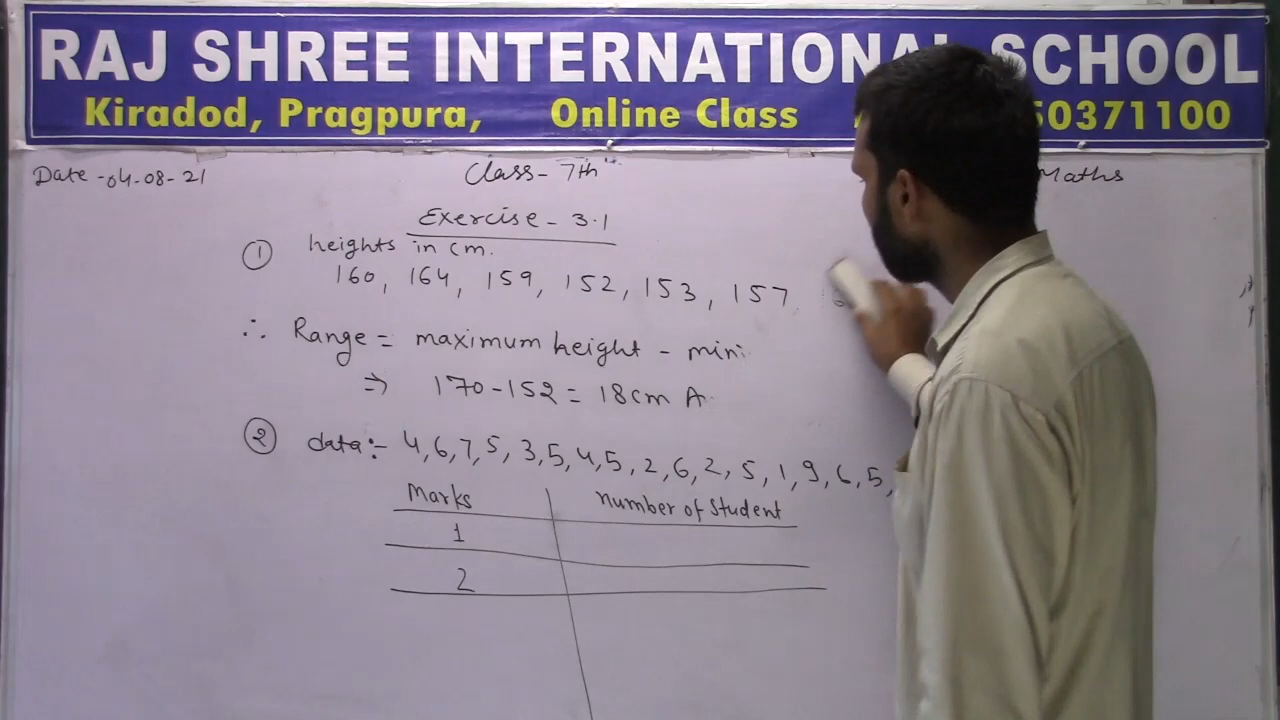 RAJ SHREE INTERNATIONAL SCHOOL
Kiradod, Pragpura, Online Class 50371100
Date - 04-08-21 Class - 7th Maths
Exercise - 3.1
① heights in cm.
160, 164, 159, 152, 153, 157,
∴ Range = maximum height - mini
⇒ 170-152 = 18cm A
② data:- 4,6,7,5,3,5,4,5,2,6,2,5,1,9,6,5,
Marks number of Student
1
2